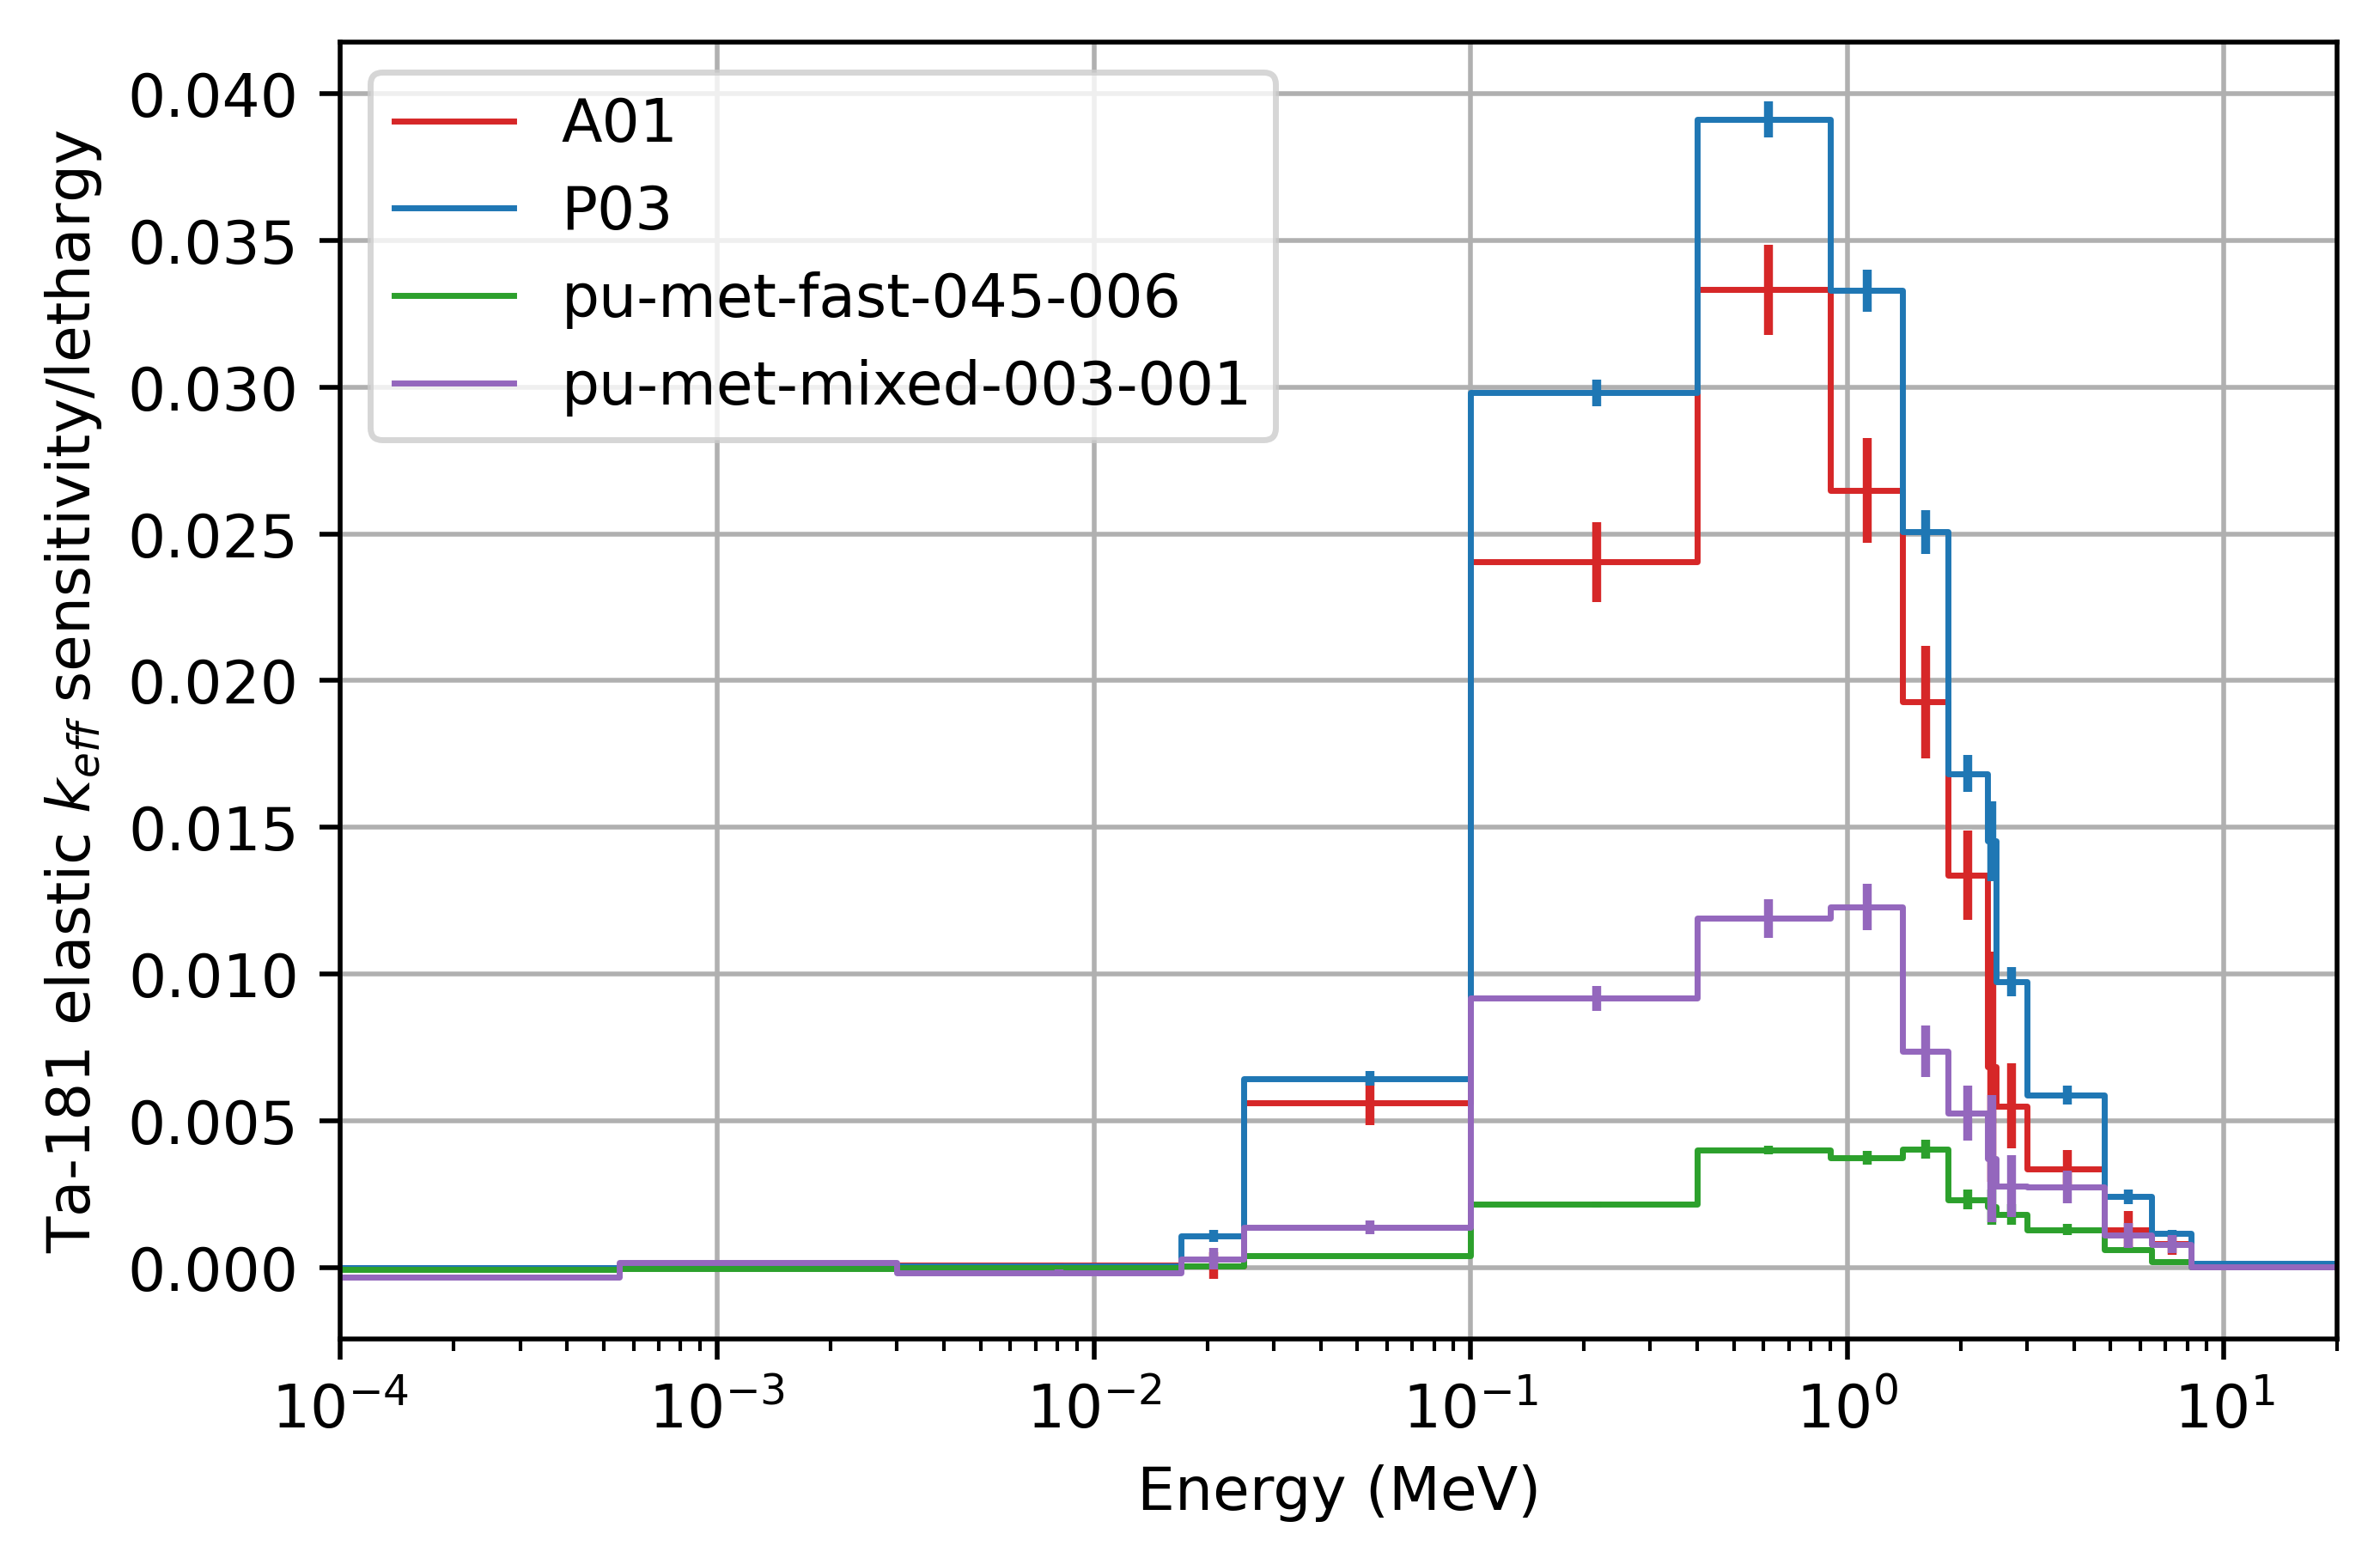 Ta-181 elastic k_eff sensitivity/lethargy
0.040
0.035
0.030
0.025
0.020
0.015
0.010
0.005
0.000
A01
P03
pu-met-fast-045-006
pu-met-mixed-003-001
10⁻⁴
10⁻³
10⁻²
10⁻¹
10⁰
10¹
Energy (MeV)